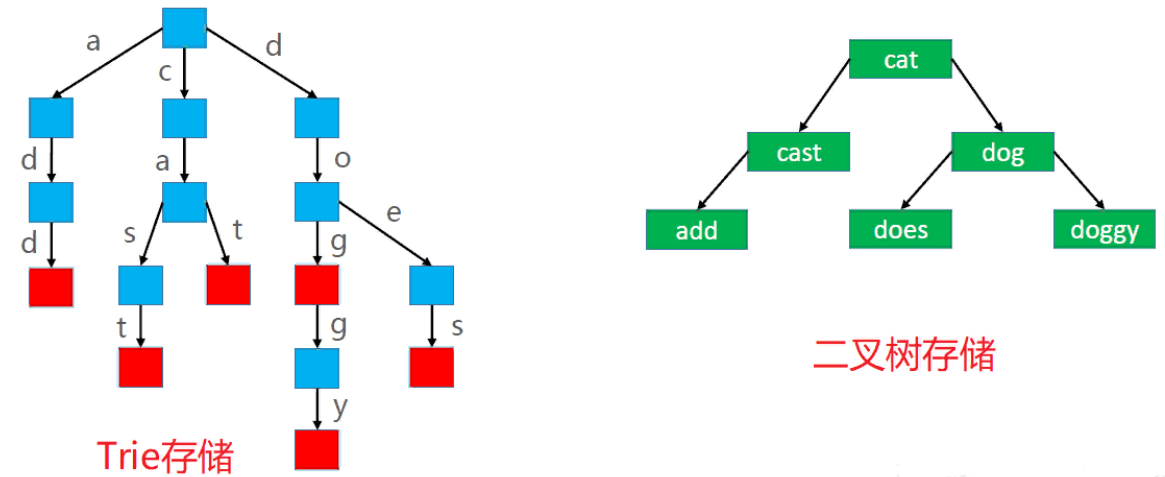 a c d
d a o
d s t g e
t g s
y
Trie存储
cat
cast dog
add does doggy
二叉树存储